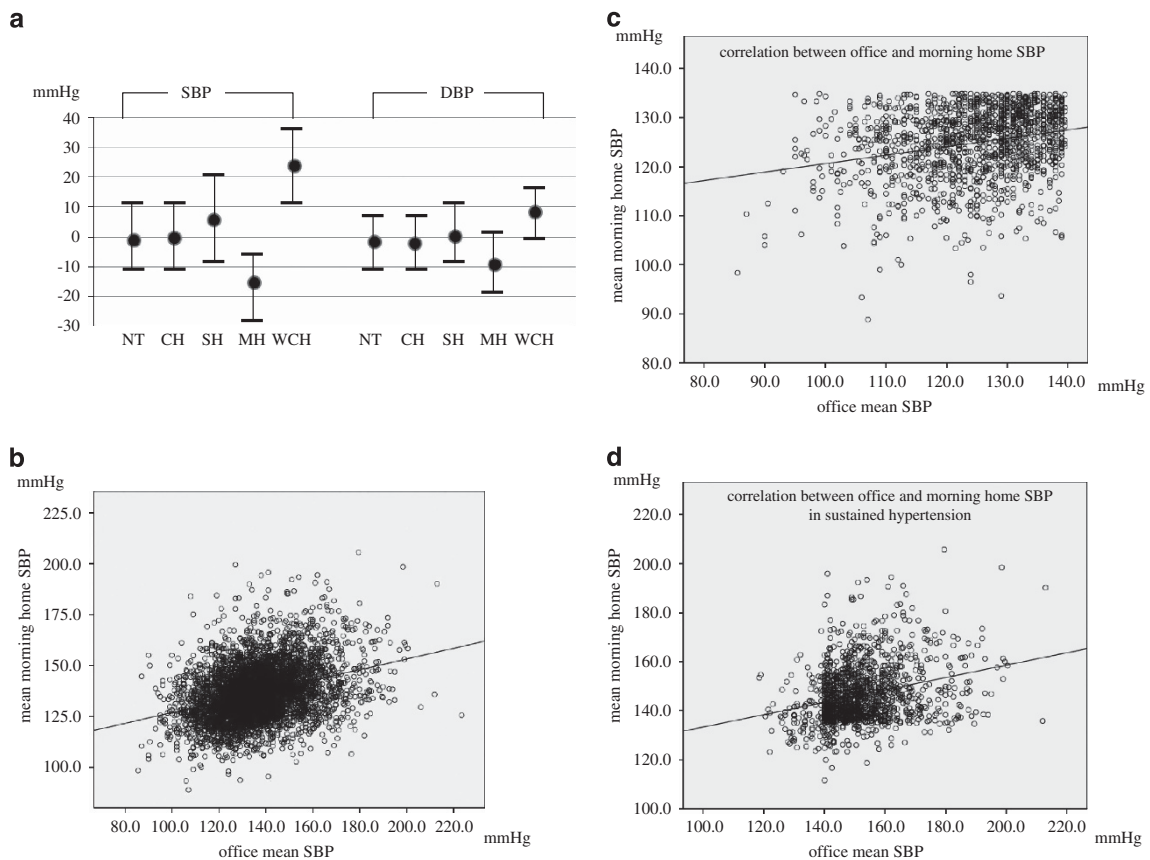 a
mmHg
SBP
DBP
40
30
20
10
0
-10
-20
-30
NT CH SH MH WCH NT CH SH MH WCH
b
mmHg
mean morning home SBP
225.0
200.0
175.0
150.0
125.0
100.0
80.0 100.0 120.0 140.0 160.0 180.0 200.0 220.0
mmHg
office mean SBP
c
mmHg
correlation between office and morning home SBP
mean morning home SBP
140.0
130.0
120.0
110.0
100.0
90.0
80.0
80.0 90.0 100.0 110.0 120.0 130.0 140.0
mmHg
office mean SBP
d
mmHg
correlation between office and morning home SBP
in sustained hypertension
mean morning home SBP
220.0
200.0
180.0
160.0
140.0
120.0
100.0
100.0 120.0 140.0 160.0 180.0 200.0 220.0
mmHg
office mean SBP